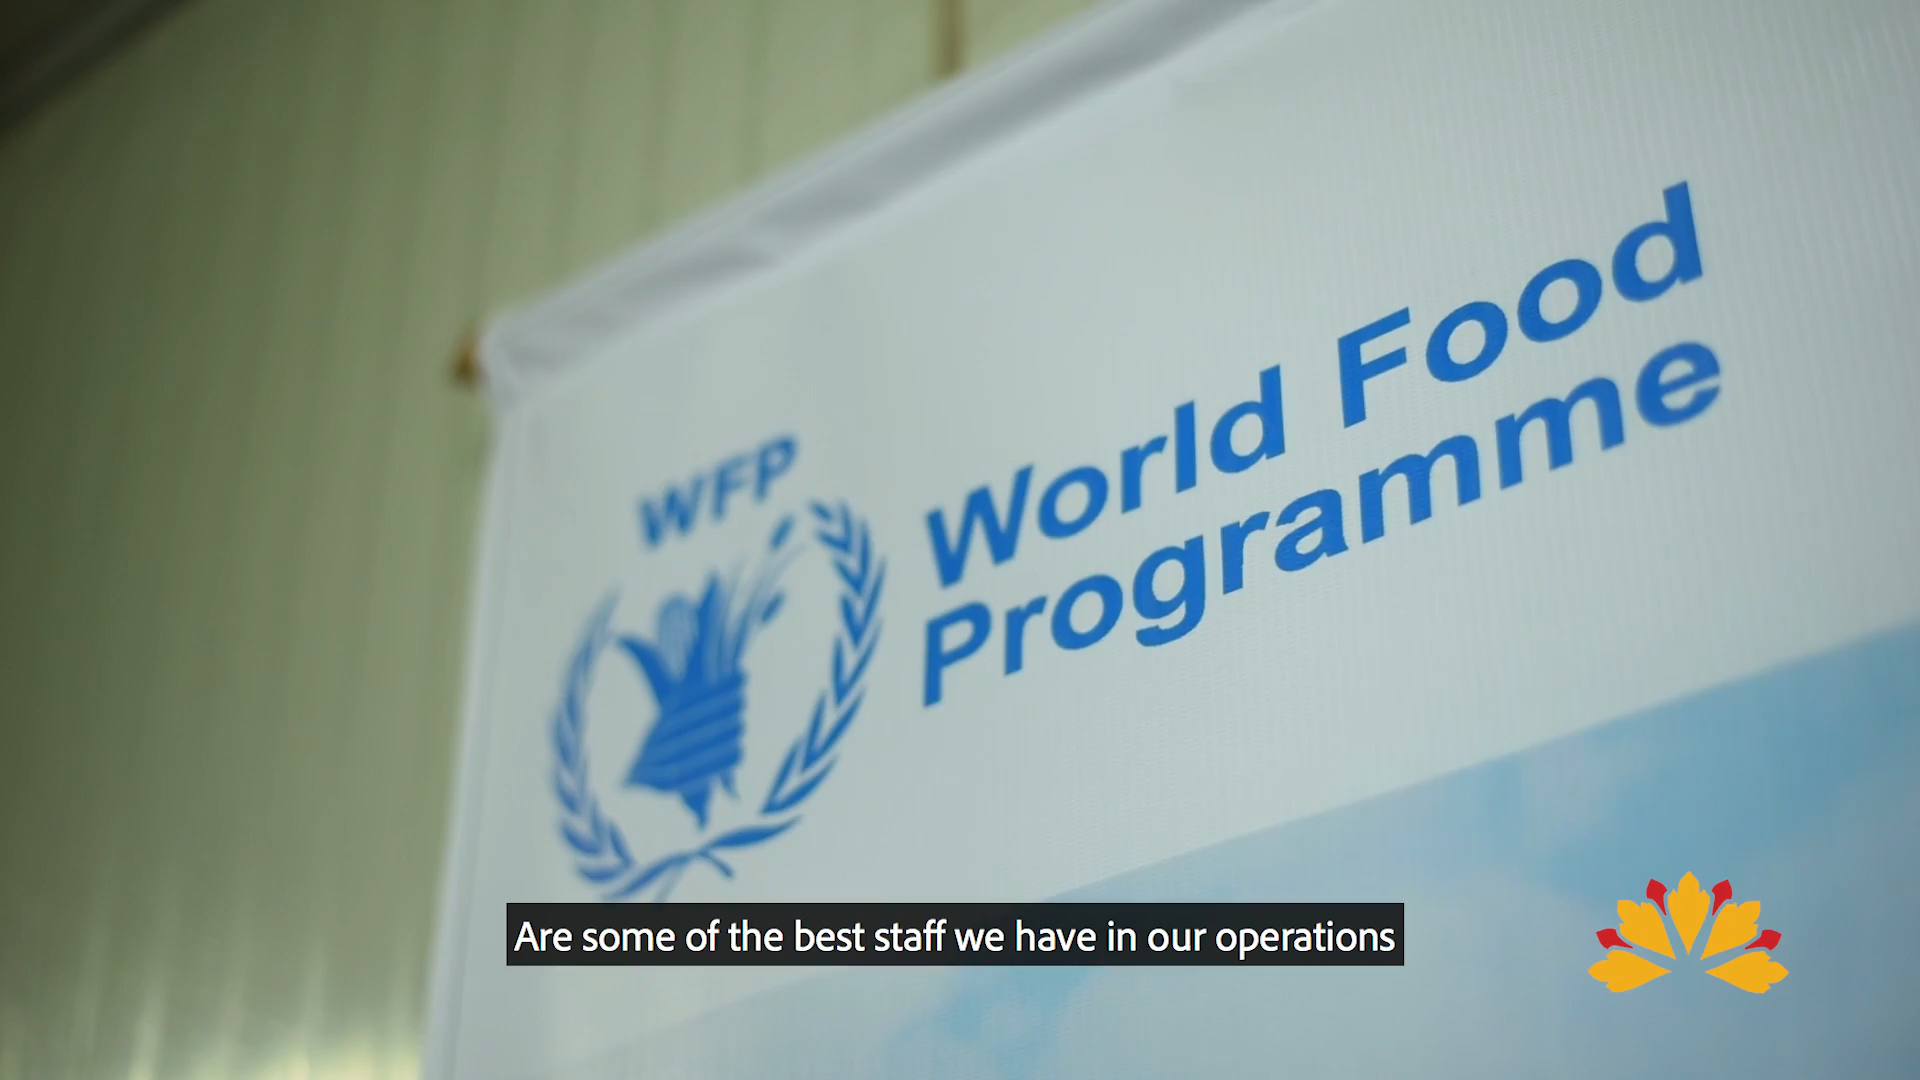 WFP
World Food
Programme
Are some of the best staff we have in our operations